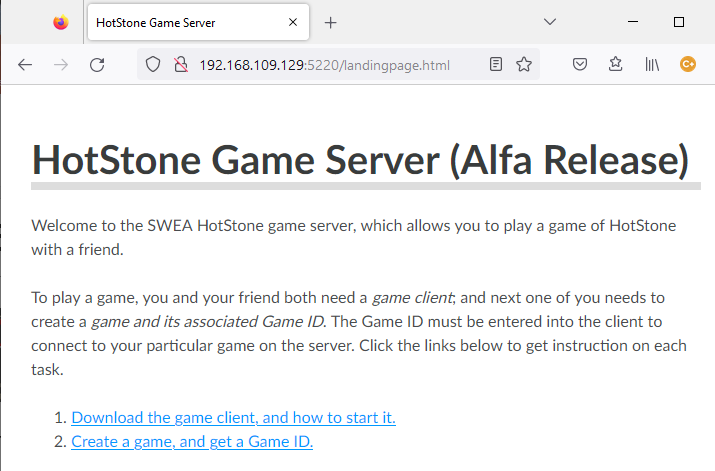 HotStone Game Server
192.168.109.129:5220/landingpage.html
HotStone Game Server (Alfa Release)
Welcome to the SWEA HotStone game server, which allows you to play a game of HotStone
with a friend.
To play a game, you and your friend both need a game client; and next one of you needs to
create a game and its associated Game ID. The Game ID must be entered into the client to
connect to your particular game on the server. Click the links below to get instruction on each
task.
1. Download the game client, and how to start it.
2. Create a game, and get a Game ID.